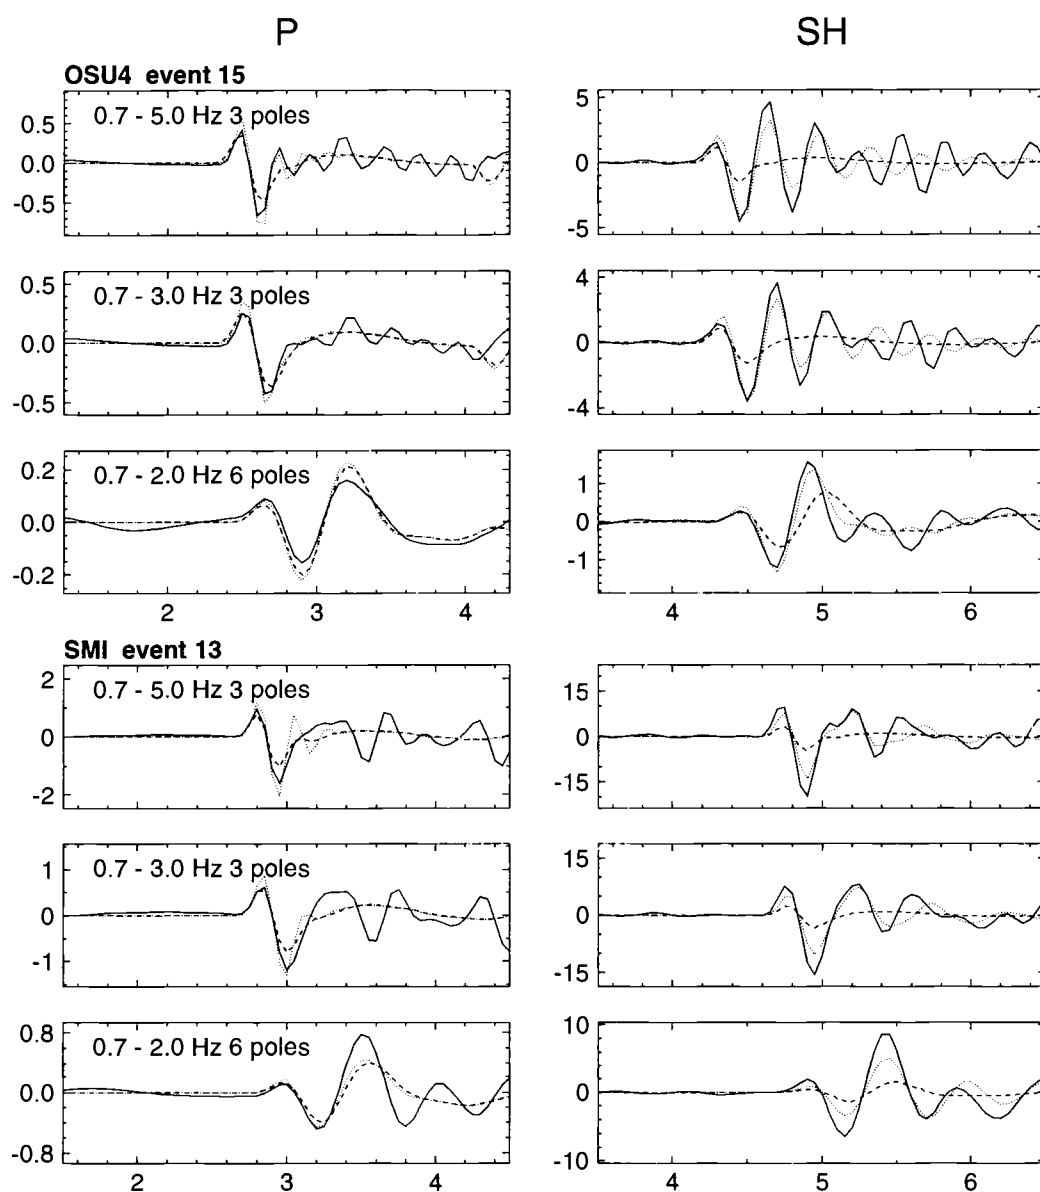 P SH
OSU4 event 15
0.7 - 5.0 Hz 3 poles
0.5
0.0
-0.5
5
0
-5
0.7 - 3.0 Hz 3 poles
0.5
0.0
-0.5
4
0
-4
0.7 - 2.0 Hz 6 poles
0.2
0.0
-0.2
1
0
-1
2 3 4
4 5 6
SMI event 13
0.7 - 5.0 Hz 3 poles
2
0
-2
15
0
-15
0.7 - 3.0 Hz 3 poles
1
0
-1
15
0
-15
0.7 - 2.0 Hz 6 poles
0.8
0.0
-0.8
10
0
-10
2 3 4
4 5 6